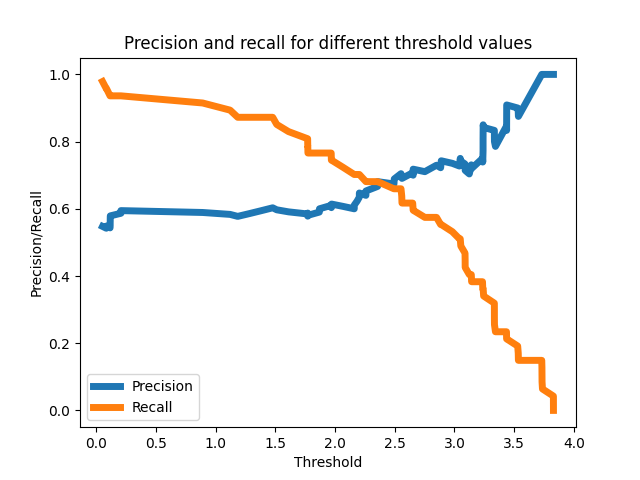 Precision and recall for different threshold values
Precision/Recall
1.0
0.8
0.6
0.4
0.2
0.0
Precision
Recall
0.0 0.5 1.0 1.5 2.0 2.5 3.0 3.5 4.0
Threshold